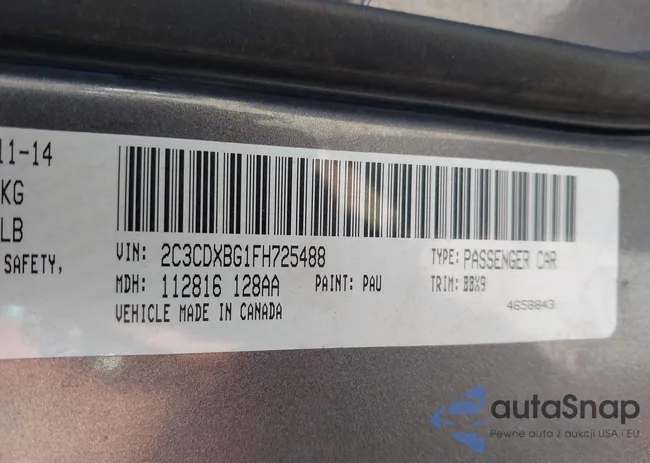 11-14
KG
LB
SAFETY,
VIN: 2C3CDXBG1FH725488 TYPE: PASSENGER CAR
MDH: 112816 128AA PAINT: PAU TRIM: BBX9
VEHICLE MADE IN CANADA 4658843
autaSnap
Pewne auta z aukcji USA i EU